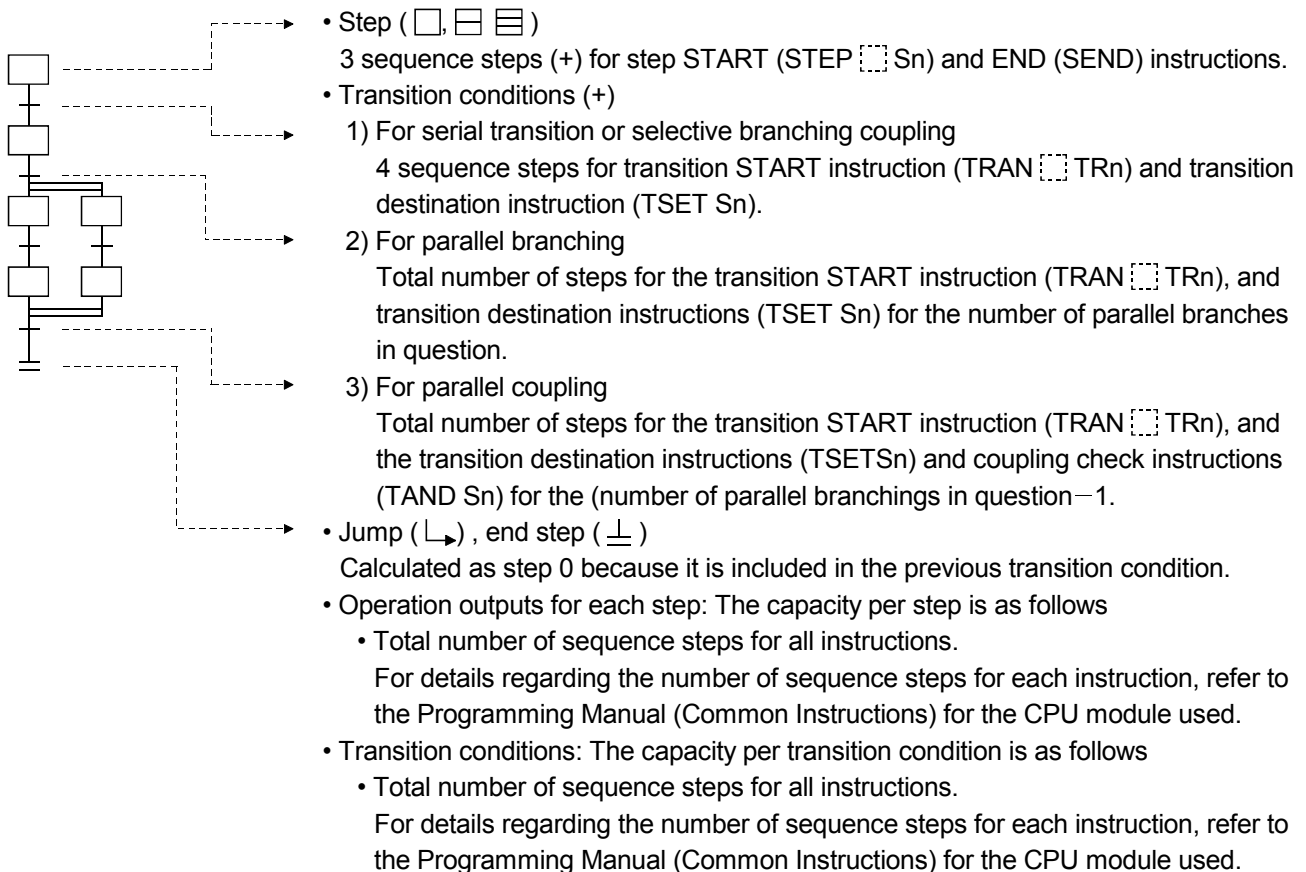 • Step ( □, ⊟ 目 )
3 sequence steps (+) for step START (STEP ⬚ Sn) and END (SEND) instructions.
• Transition conditions (+)
1) For serial transition or selective branching coupling
4 sequence steps for transition START instruction (TRAN ⬚ TRn) and transition
destination instruction (TSET Sn).
2) For parallel branching
Total number of steps for the transition START instruction (TRAN ⬚ TRn), and
transition destination instructions (TSET Sn) for the number of parallel branches
in question.
3) For parallel coupling
Total number of steps for the transition START instruction (TRAN ⬚ TRn), and
the transition destination instructions (TSETSn) and coupling check instructions
(TAND Sn) for the (number of parallel branchings in question−1.
• Jump ( ↳ ) , end step ( ⊥ )
Calculated as step 0 because it is included in the previous transition condition.
• Operation outputs for each step: The capacity per step is as follows
• Total number of sequence steps for all instructions.
For details regarding the number of sequence steps for each instruction, refer to
the Programming Manual (Common Instructions) for the CPU module used.
• Transition conditions: The capacity per transition condition is as follows
• Total number of sequence steps for all instructions.
For details regarding the number of sequence steps for each instruction, refer to
the Programming Manual (Common Instructions) for the CPU module used.